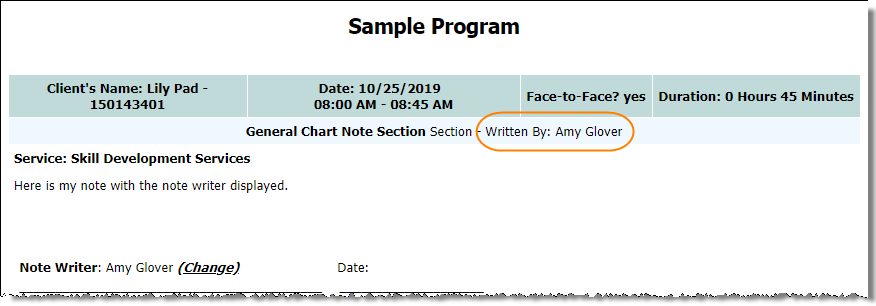 Sample Program
Client's Name: Lily Pad - 150143401
Date: 10/25/2019
08:00 AM - 08:45 AM
Face-to-Face? yes
Duration: 0 Hours 45 Minutes
General Chart Note Section Section - Written By: Amy Glover
Service: Skill Development Services
Here is my note with the note writer displayed.
Note Writer: Amy Glover (Change) Date: